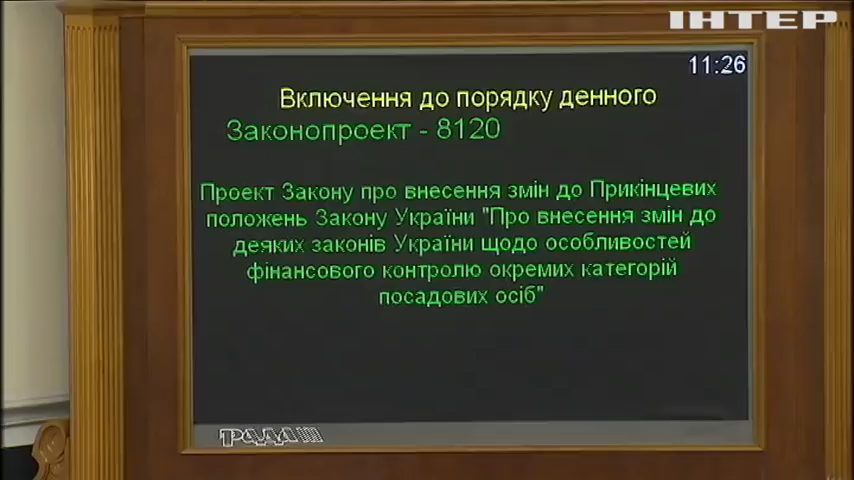 ІНТЕР
11:26
Включення до порядку денного
Законопроект - 8120
Проект Закону про внесення змін до Прикінцевих
положень Закону України "Про внесення змін до
деяких законів України щодо особливостей
фінансового контролю окремих категорій
посадових осіб"
РАДА